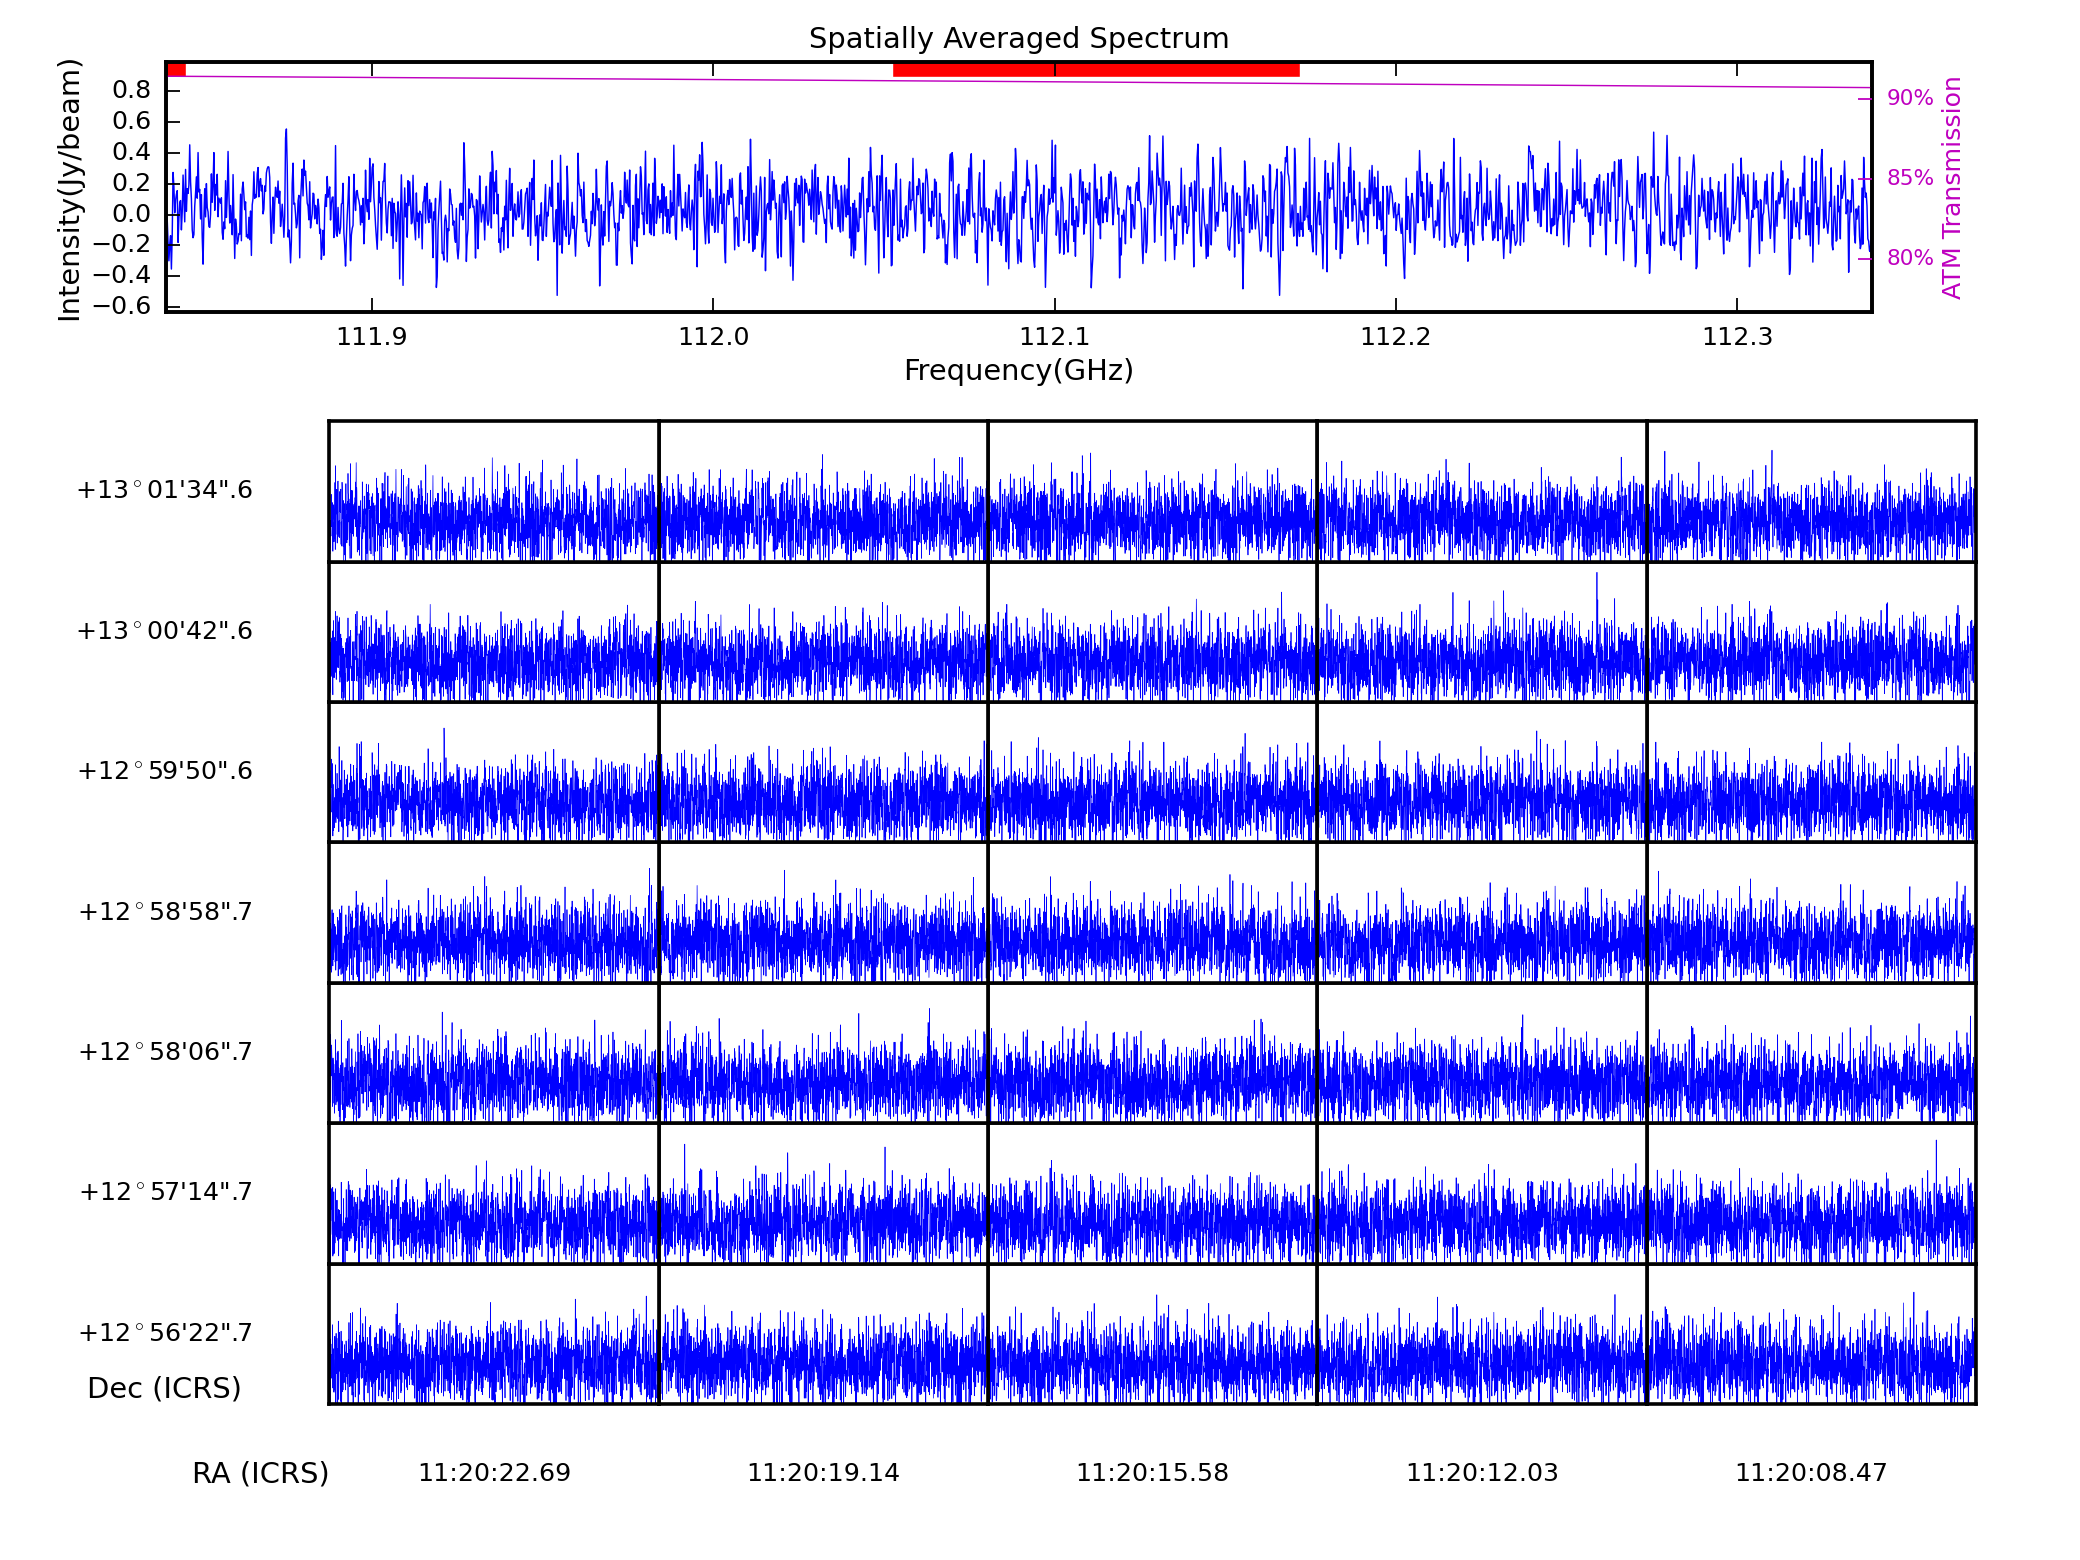 Spatially Averaged Spectrum
Intensity(Jy/beam)
0.8
0.6
0.4
0.2
0.0
−0.2
−0.4
−0.6
90%
85%
80%
ATM Transmission
111.9 112.0 112.1 112.2 112.3
Frequency(GHz)
+13°01'34".6
+13°00'42".6
+12°59'50".6
+12°58'58".7
+12°58'06".7
+12°57'14".7
+12°56'22".7
Dec (ICRS)
RA (ICRS) 11:20:22.69 11:20:19.14 11:20:15.58 11:20:12.03 11:20:08.47